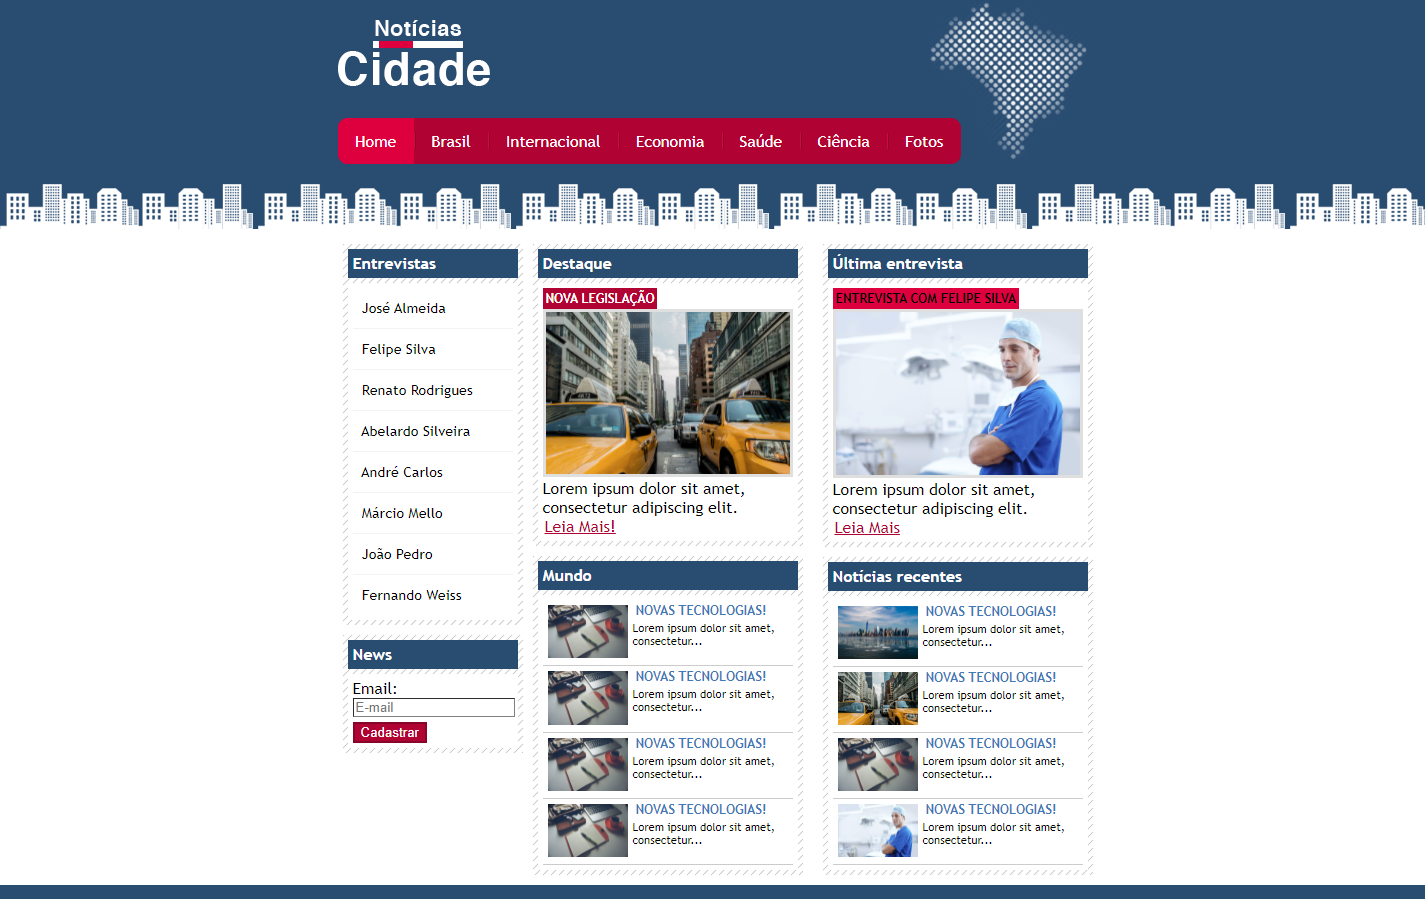 Notícias
Cidade
Home Brasil Internacional Economia Saúde Ciência Fotos
Entrevistas
José Almeida
Felipe Silva
Renato Rodrigues
Abelardo Silveira
André Carlos
Márcio Mello
João Pedro
Fernando Weiss
News
Email:
E-mail
Cadastrar
Destaque
NOVA LEGISLAÇÃO
Lorem ipsum dolor sit amet,
consectetur adipiscing elit.
Leia Mais!
Mundo
NOVAS TECNOLOGIAS!
Lorem ipsum dolor sit amet,
consectetur...
NOVAS TECNOLOGIAS!
Lorem ipsum dolor sit amet,
consectetur...
NOVAS TECNOLOGIAS!
Lorem ipsum dolor sit amet,
consectetur...
NOVAS TECNOLOGIAS!
Lorem ipsum dolor sit amet,
consectetur...
Última entrevista
ENTREVISTA COM FELIPE SILVA
Lorem ipsum dolor sit amet,
consectetur adipiscing elit.
Leia Mais
Notícias recentes
NOVAS TECNOLOGIAS!
Lorem ipsum dolor sit amet,
consectetur...
NOVAS TECNOLOGIAS!
Lorem ipsum dolor sit amet,
consectetur...
NOVAS TECNOLOGIAS!
Lorem ipsum dolor sit amet,
consectetur...
NOVAS TECNOLOGIAS!
Lorem ipsum dolor sit amet,
consectetur...